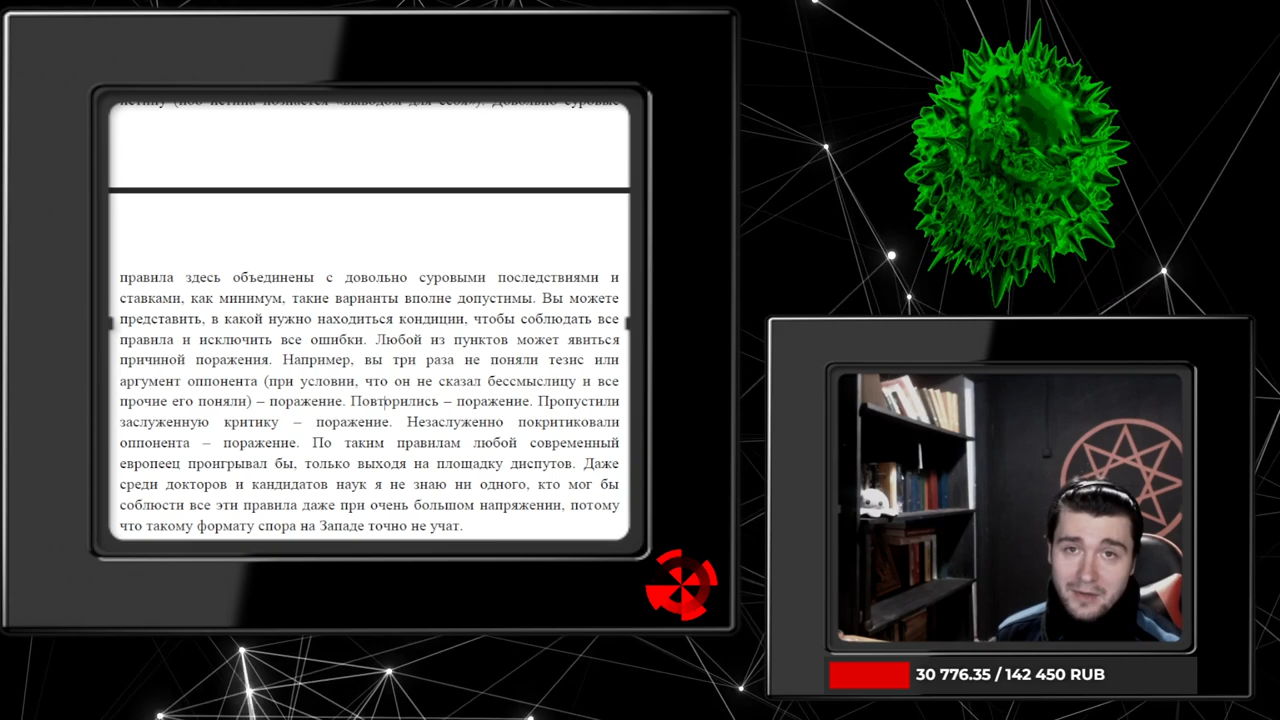 правила здесь объединены с довольно суровыми последствиями и
ставками, как минимум, такие варианты вполне допустимы. Вы можете
представить, в какой нужно находиться кондиции, чтобы соблюдать все
правила и исключить все ошибки. Любой из пунктов может явиться
причиной поражения. Например, вы три раза не поняли тезис или
аргумент оппонента (при условии, что он не сказал бессмыслицу и все
прочие его поняли) – поражение. Повторились – поражение. Пропустили
заслуженную критику – поражение. Незаслуженно покритиковали
оппонента – поражение. По таким правилам любой современный
европеец проигрывал бы, только выходя на площадку диспутов. Даже
среди докторов и кандидатов наук я не знаю ни одного, кто мог бы
соблюсти все эти правила даже при очень большом напряжении, потому
что такому формату спора на Западе точно не учат.
30 776.35 / 142 450 RUB